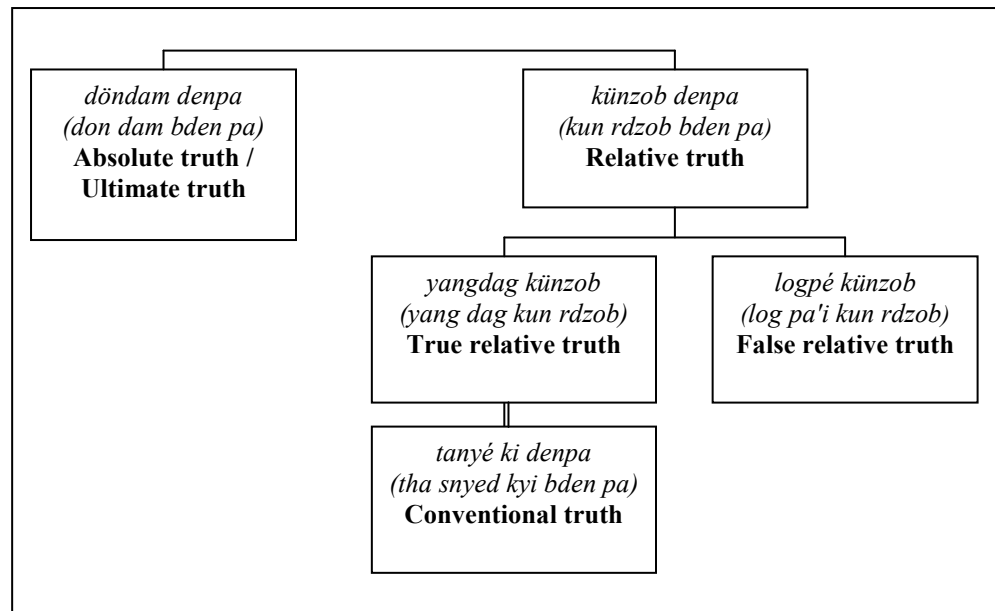 döndam denpa
(don dam bden pa)
Absolute truth /
Ultimate truth
künzob denpa
(kun rdzob bden pa)
Relative truth
yangdag künzob
(yang dag kun rdzob)
True relative truth
logpé künzob
(log pa'i kun rdzob)
False relative truth
tanyé ki denpa
(tha snyed kyi bden pa)
Conventional truth